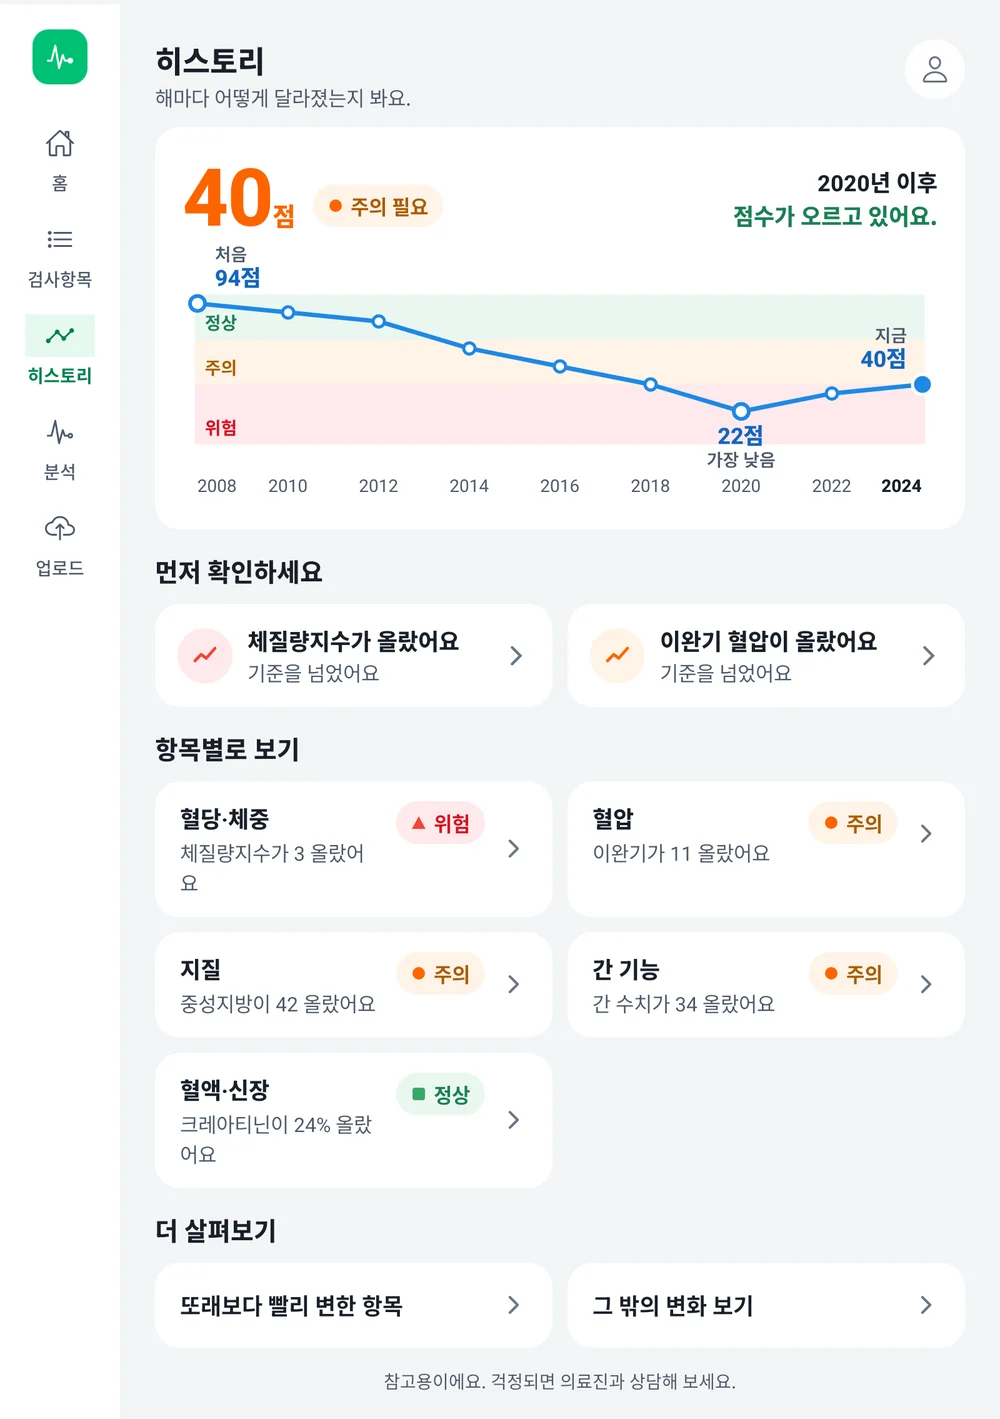 홈
검사항목
히스토리
분석
업로드
히스토리
해마다 어떻게 달라졌는지 봐요.
40점
주의 필요
2020년 이후
점수가 오르고 있어요.
처음
94점
정상
주의
위험
지금
40점
22점
가장 낮음
2008 2010 2012 2014 2016 2018 2020 2022 2024
먼저 확인하세요
체질량지수가 올랐어요
기준을 넘었어요
이완기 혈압이 올랐어요
기준을 넘었어요
항목별로 보기
혈당·체중
위험
체질량지수가 3 올랐어
요
혈압
주의
이완기가 11 올랐어요
지질
주의
중성지방이 42 올랐어요
간 기능
주의
간 수치가 34 올랐어요
혈액·신장
정상
크레아티닌이 24% 올랐
어요
더 살펴보기
또래보다 빨리 변한 항목
그 밖의 변화 보기
참고용이에요. 걱정되면 의료진과 상담해 보세요.